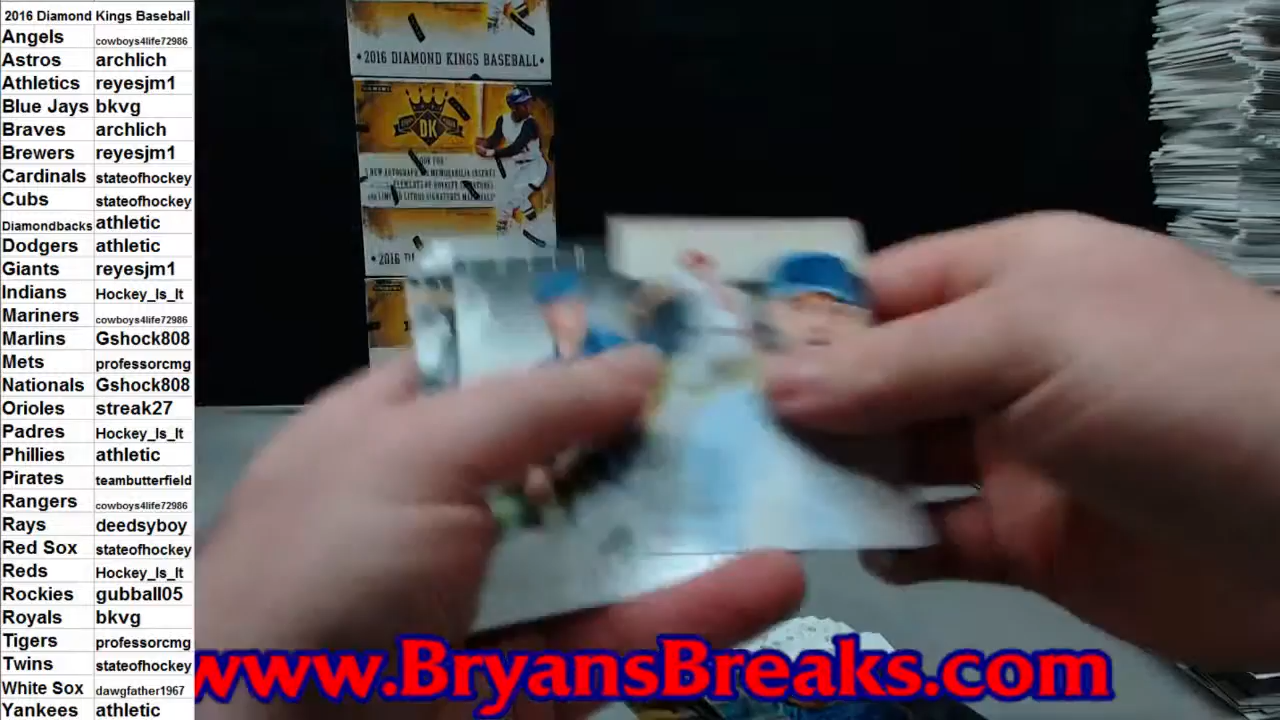 2016 Diamond Kings Baseball
Angels cowboys4life72986
Astros archlich
Athletics reyesjm1
Blue Jays bkvg
Braves archlich
Brewers reyesjm1
Cardinals stateofhockey
Cubs stateofhockey
Diamondbacks athletic
Dodgers athletic
Giants reyesjm1
Indians Hockey_Is_It
Mariners cowboys4life72986
Marlins Gshock808
Mets professorcmg
Nationals Gshock808
Orioles streak27
Padres Hockey_Is_It
Phillies athletic
Pirates teambutterfield
Rangers cowboys4life72986
Rays deedsyboy
Red Sox stateofhockey
Reds Hockey_Is_It
Rockies gubball05
Royals bkvg
Tigers professorcmg
Twins stateofhockey
White Sox dawgfather1967
Yankees athletic
•2016 DIAMOND KINGS BASEBALL•
DK
•2016
www.BryansBreaks.com